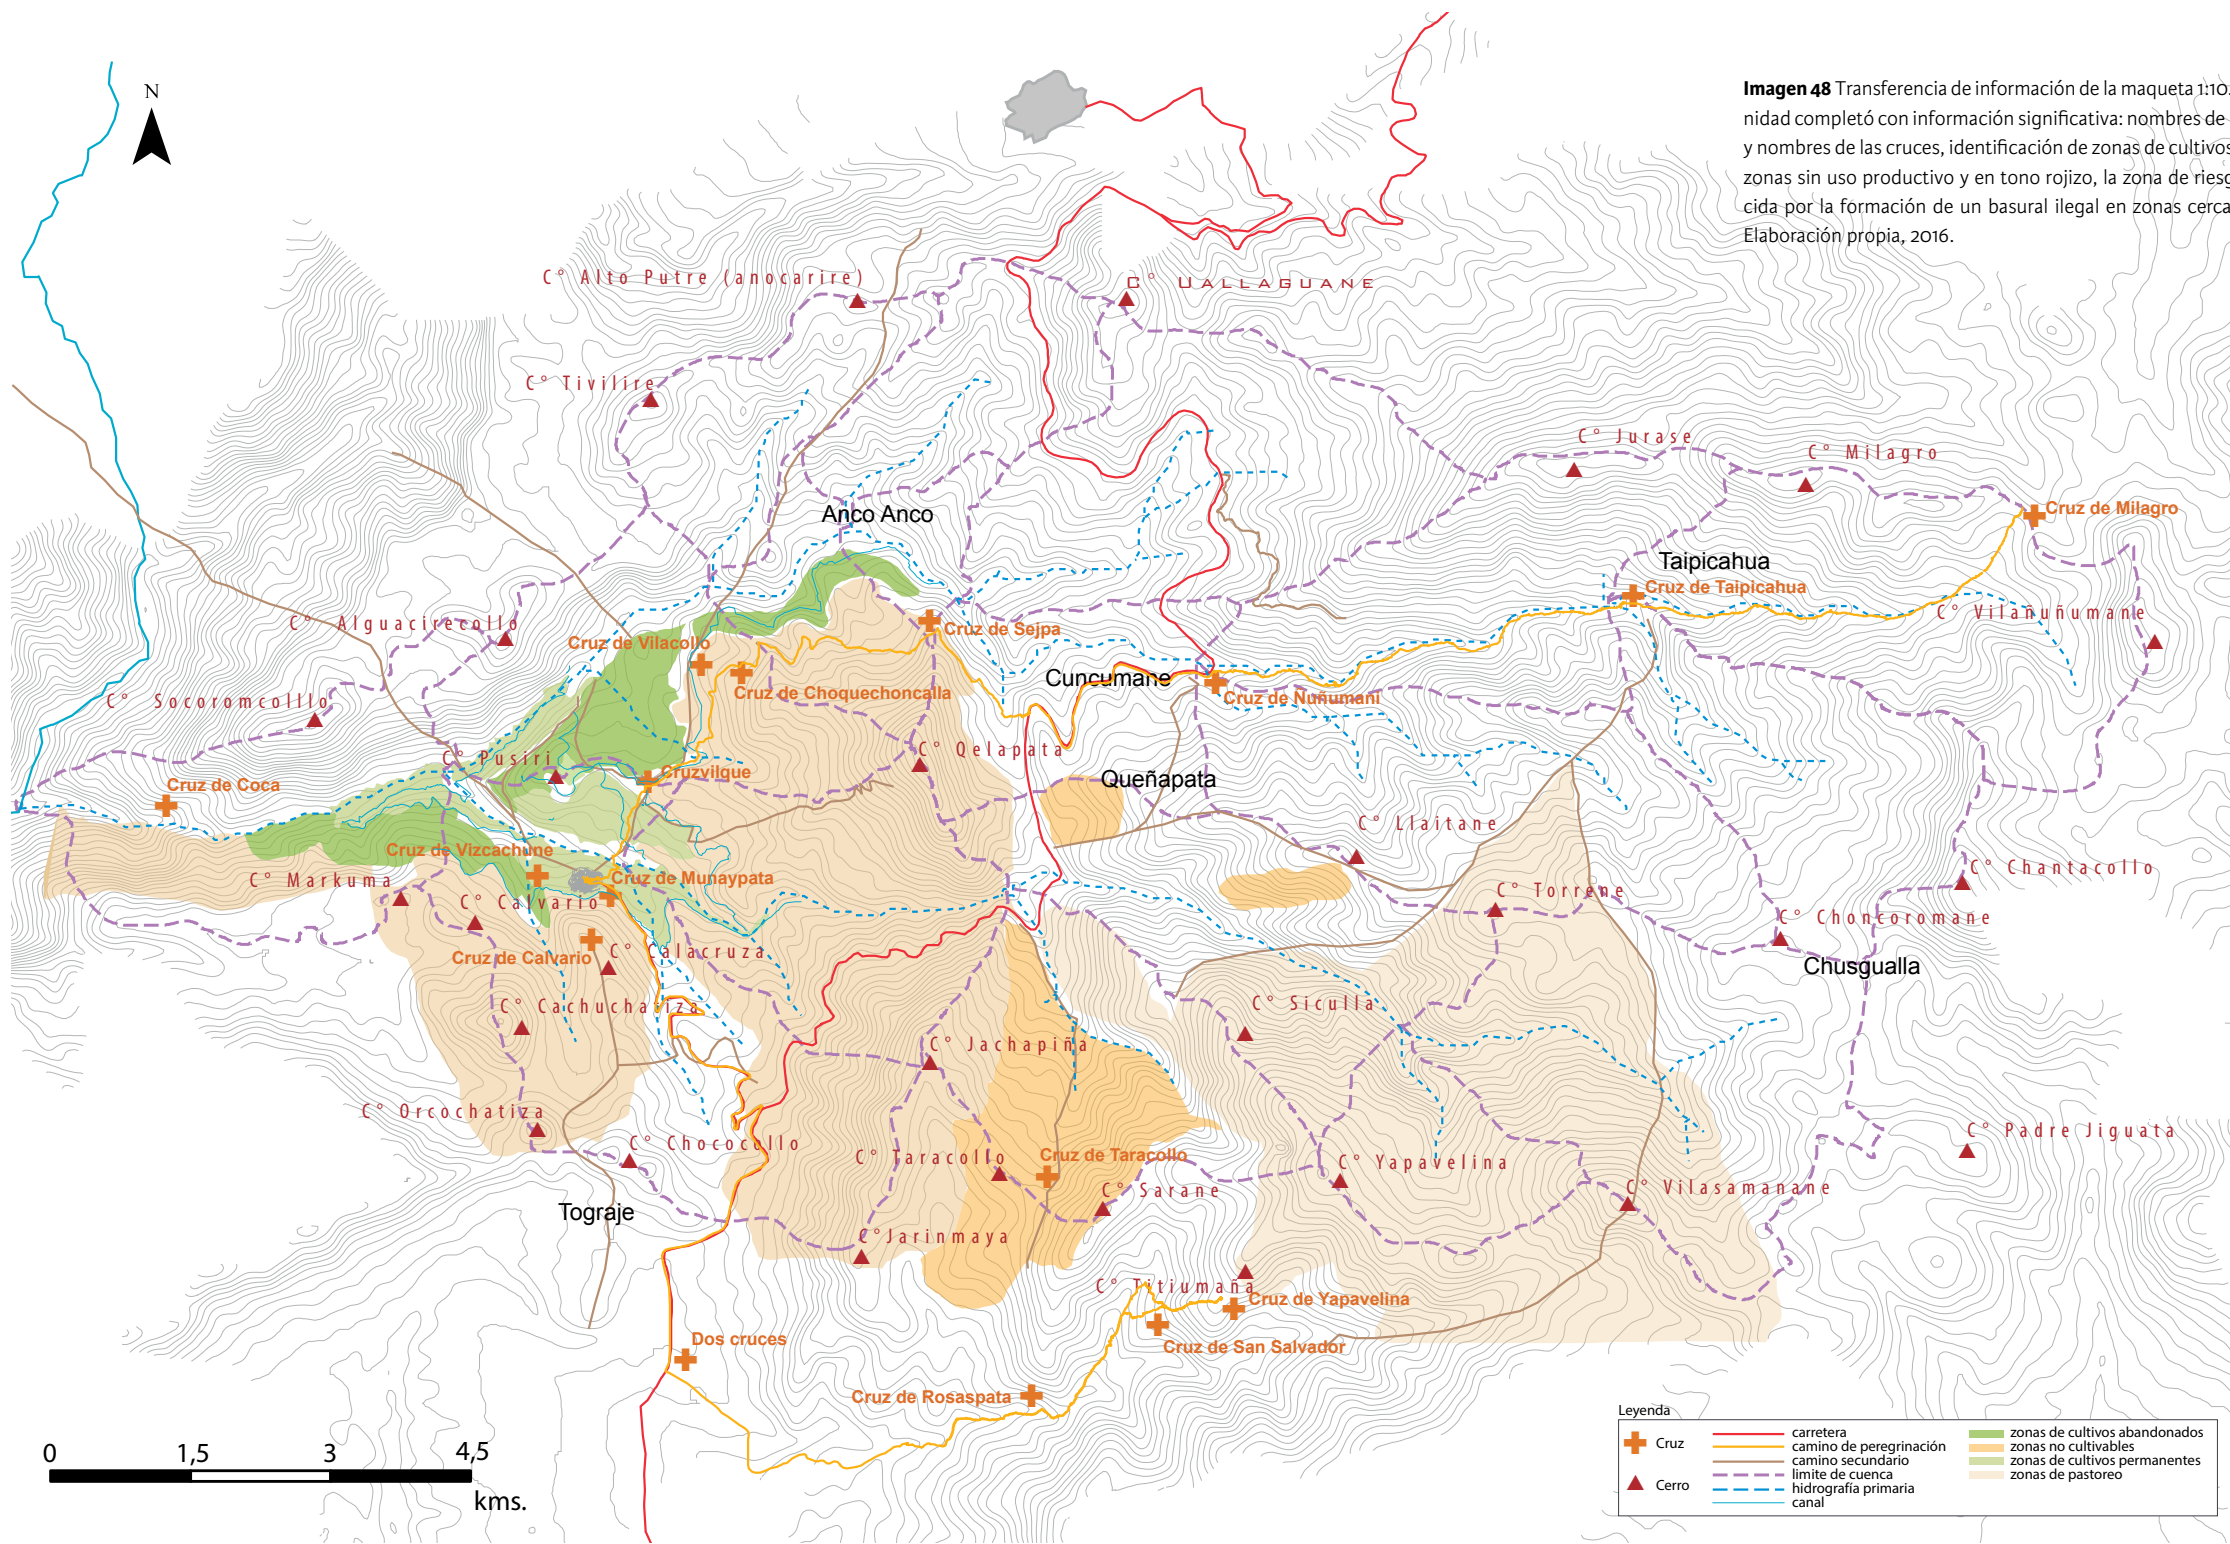 Imagen 48 Transferencia de información de la maqueta 1:10
nidad completó con información significativa: nombres de
y nombres de las cruces, identificación de zonas de cultivos
zonas sin uso productivo y en tono rojizo, la zona de riesg
cida por la formación de un basural ilegal en zonas cerca
Elaboración propia, 2016.
N
C° Alto Putre (anocarire)
C° Uallaguane
C° Tivilire
C° Jurase
C° Milagro
Cruz de Milagro
Anco Anco
Taipicahua
Cruz de Taipicahua
C° Vilañuñumane
C° Alguacirecollo
Cruz de Vilacollo
Cruz de Sejpa
Cuncumane
Cruz de Choquechoncalla
Cruz de Nuñumani
C° Socoromcolllo
C° Pusiri
C° Qelapata
Cruzvilque
Queñapata
Cruz de Coca
C° Llaitane
Cruz de Vizcachune
C° Markuma
Cruz de Munaypata
C° Torrene
C° Chantacollo
C° Calvario
C° Choncoromane
Cruz de Calvario
C° Calacruza
Chusgualla
C° Cachuchatiza
C° Siculla
C° Jachapiña
C° Orcochatiza
C° Chococollo
C° Taracollo
Cruz de Taracollo
C° Yapavelina
C° Padre Jiguata
C° Sarane
C° Vilasamanane
Tograje
C°Jarinmaya
C° Titiumaña
Cruz de Yapavelina
Dos cruces
Cruz de San Salvador
Cruz de Rosaspata
0 1,5 3 4,5
kms.
Leyenda
Cruz
Cerro
carretera
camino de peregrinación
camino secundario
limite de cuenca
hidrografía primaria
canal
zonas de cultivos abandonados
zonas no cultivables
zonas de cultivos permanentes
zonas de pastoreo